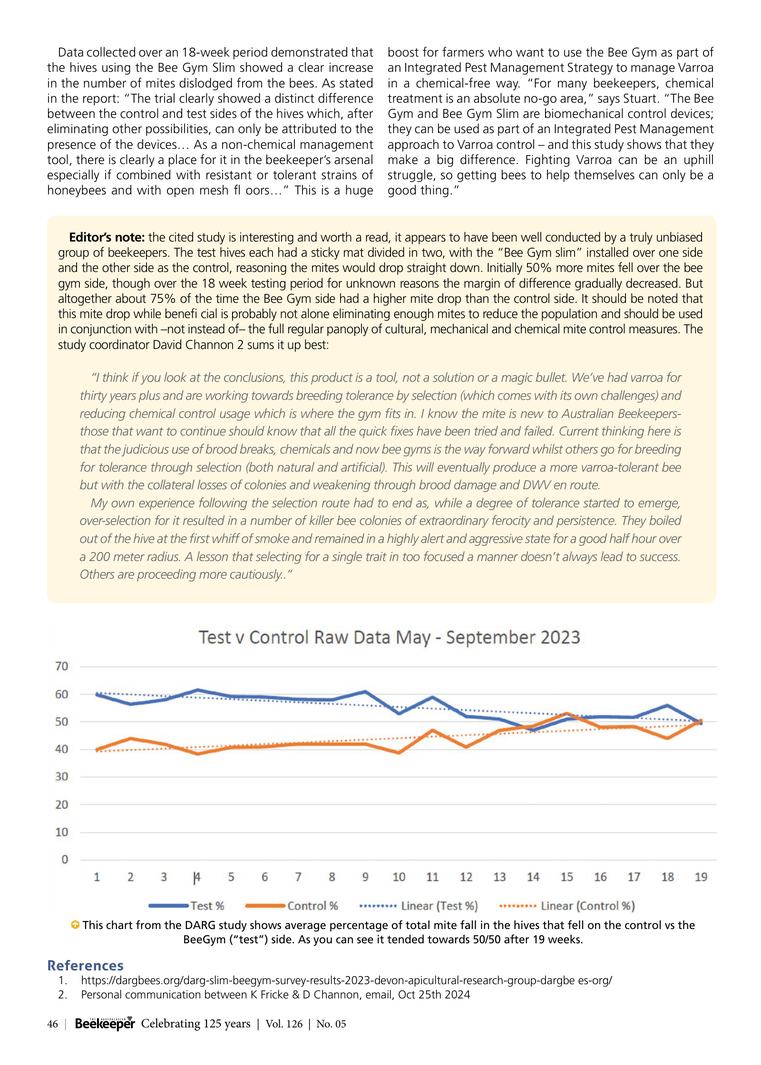 Data collected over an 18-week period demonstrated that
the hives using the Bee Gym Slim showed a clear increase
in the number of mites dislodged from the bees. As stated
in the report: “The trial clearly showed a distinct difference
between the control and test sides of the hives which, after
eliminating other possibilities, can only be attributed to the
presence of the devices… As a non-chemical management
tool, there is clearly a place for it in the beekeeper’s arsenal
especially if combined with resistant or tolerant strains of
honeybees and with open mesh fl oors…” This is a huge
boost for farmers who want to use the Bee Gym as part of
an Integrated Pest Management Strategy to manage Varroa
in a chemical-free way. “For many beekeepers, chemical
treatment is an absolute no-go area,” says Stuart. “The Bee
Gym and Bee Gym Slim are biomechanical control devices;
they can be used as part of an Integrated Pest Management
approach to Varroa control – and this study shows that they
make a big difference. Fighting Varroa can be an uphill
struggle, so getting bees to help themselves can only be a
good thing.”
Editor’s note: the cited study is interesting and worth a read, it appears to have been well conducted by a truly unbiased
group of beekeepers. The test hives each had a sticky mat divided in two, with the “Bee Gym slim” installed over one side
and the other side as the control, reasoning the mites would drop straight down. Initially 50% more mites fell over the bee
gym side, though over the 18 week testing period for unknown reasons the margin of difference gradually decreased. But
altogether about 75% of the time the Bee Gym side had a higher mite drop than the control side. It should be noted that
this mite drop while benefi cial is probably not alone eliminating enough mites to reduce the population and should be used
in conjunction with –not instead of– the full regular panoply of cultural, mechanical and chemical mite control measures. The
study coordinator David Channon 2 sums it up best:
“I think if you look at the conclusions, this product is a tool, not a solution or a magic bullet. We’ve had varroa for
thirty years plus and are working towards breeding tolerance by selection (which comes with its own challenges) and
reducing chemical control usage which is where the gym fits in. I know the mite is new to Australian Beekeepers-
those that want to continue should know that all the quick fixes have been tried and failed. Current thinking here is
that the judicious use of brood breaks, chemicals and now bee gyms is the way forward whilst others go for breeding
for tolerance through selection (both natural and artificial). This will eventually produce a more varroa-tolerant bee
but with the collateral losses of colonies and weakening through brood damage and DWV en route.
My own experience following the selection route had to end as, while a degree of tolerance started to emerge,
over-selection for it resulted in a number of killer bee colonies of extraordinary ferocity and persistence. They boiled
out of the hive at the first whiff of smoke and remained in a highly alert and aggressive state for a good half hour over
a 200 meter radius. A lesson that selecting for a single trait in too focused a manner doesn’t always lead to success.
Others are proceeding more cautiously..”
Test v Control Raw Data May - September 2023
70
60
50
40
30
20
10
0
1 2 3 4 5 6 7 8 9 10 11 12 13 14 15 16 17 18 19
Test % Control % Linear (Test %) Linear (Control %)
This chart from the DARG study shows average percentage of total mite fall in the hives that fell on the control vs the
BeeGym (“test”) side. As you can see it tended towards 50/50 after 19 weeks.
References
1. https://dargbees.org/darg-slim-beegym-survey-results-2023-devon-apicultural-research-group-dargbe es-org/
2. Personal communication between K Fricke & D Channon, email, Oct 25th 2024
46 | Beekeeper Celebrating 125 years | Vol. 126 | No. 05